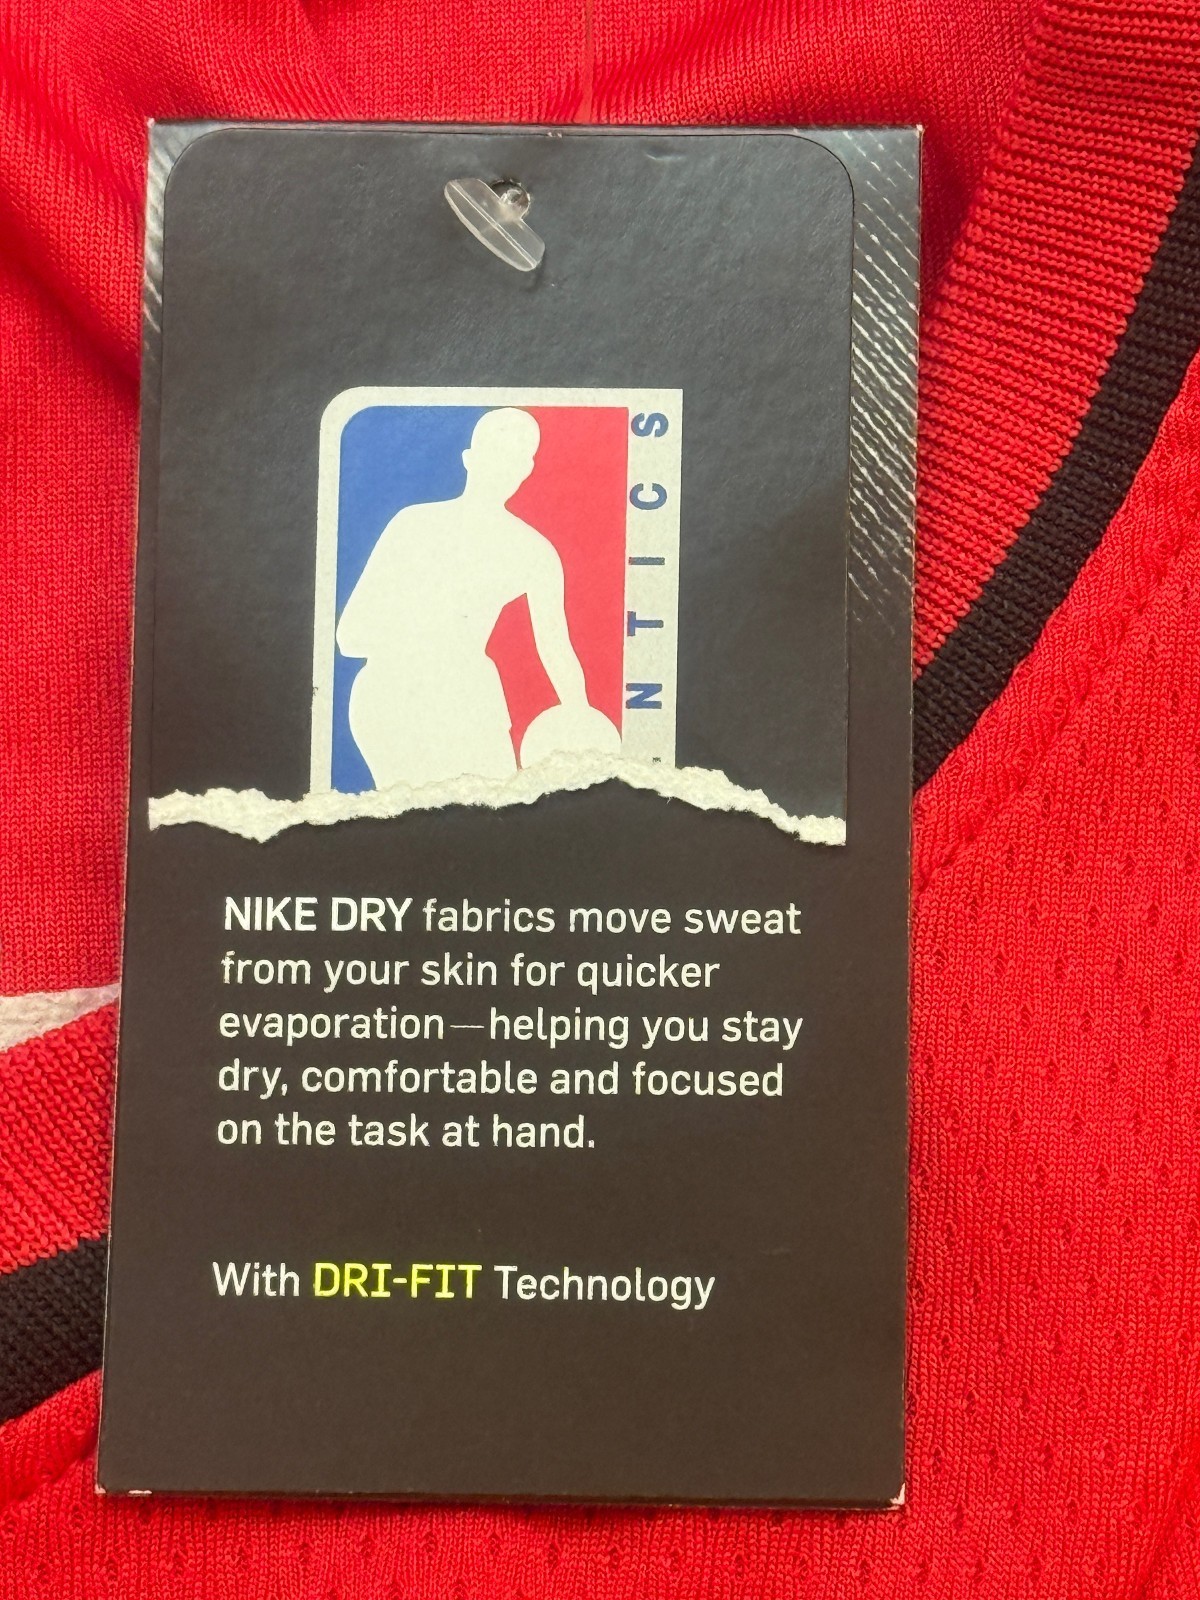 NTICS
NIKE DRY fabrics move sweat
from your skin for quicker
evaporation—helping you stay
dry, comfortable and focused
on the task at hand.
With DRI-FIT Technology